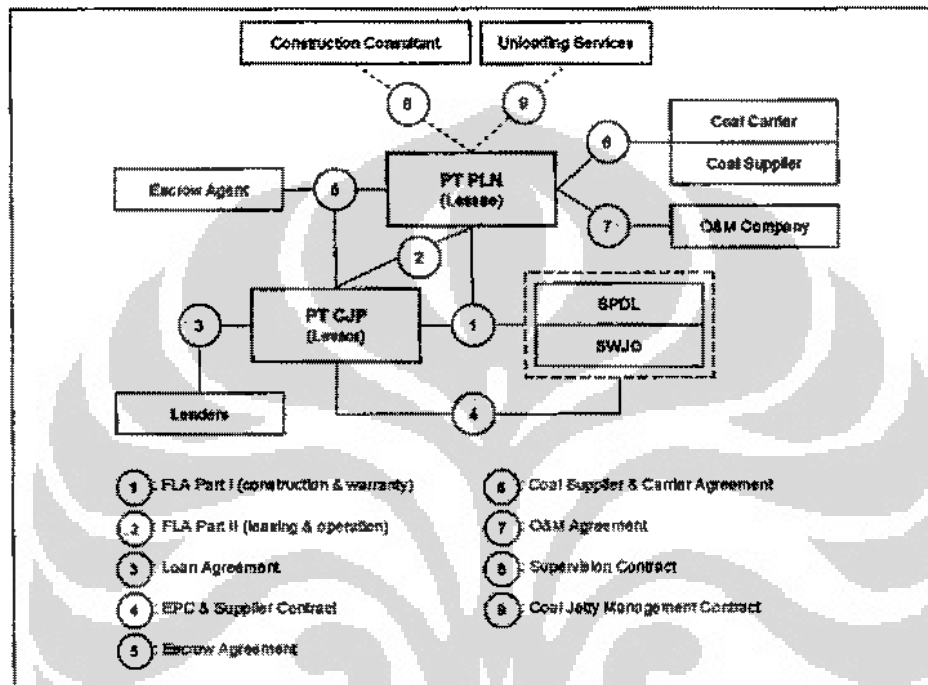 Construction Consultant
Unloading Services
8
9
Coal Carrier
6
Coal Supplier
PT PLN
(Lessee)
Escrow Agent
5
7
O&M Company
2
PT CJP
(Lessor)
SPDL
3
1
SWJO
Lenders
4
1 : FLA Part I (construction & warranty)
2 : FLA Part II (leasing & operation)
3 : Loan Agreement
4 : EPC & Supplier Contract
5 : Escrow Agreement
6 : Coal Supplier & Carrier Agreement
7 : O&M Agreement
8 : Supervision Contract
9 : Coal Jetty Management Contract